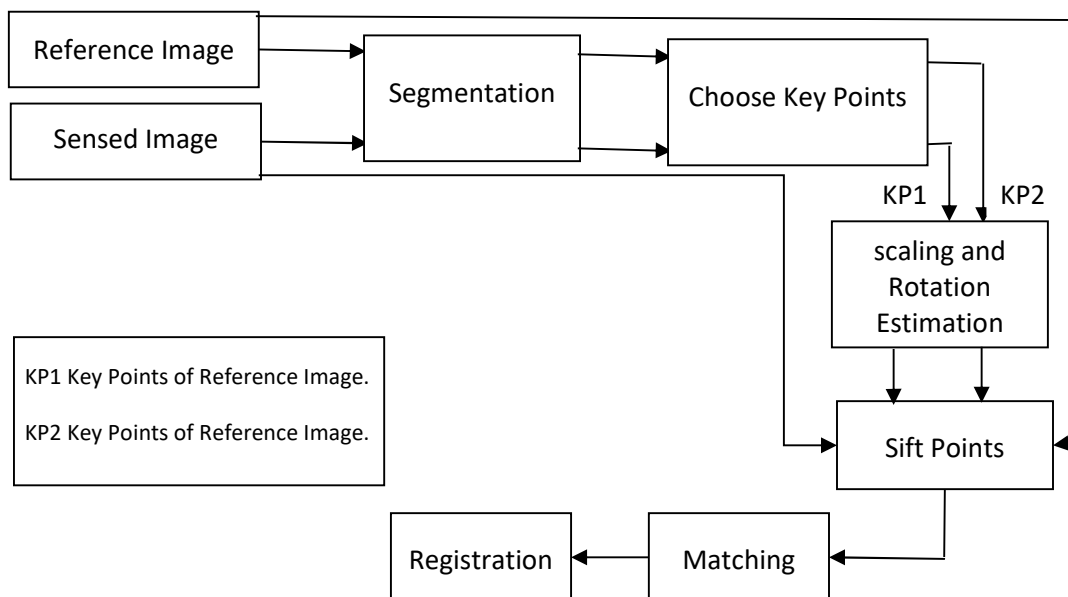 Reference Image
Segmentation
Choose Key Points
Sensed Image
KP1
KP2
scaling and
Rotation
Estimation
KP1 Key Points of Reference Image.
KP2 Key Points of Reference Image.
Sift Points
Registration
Matching